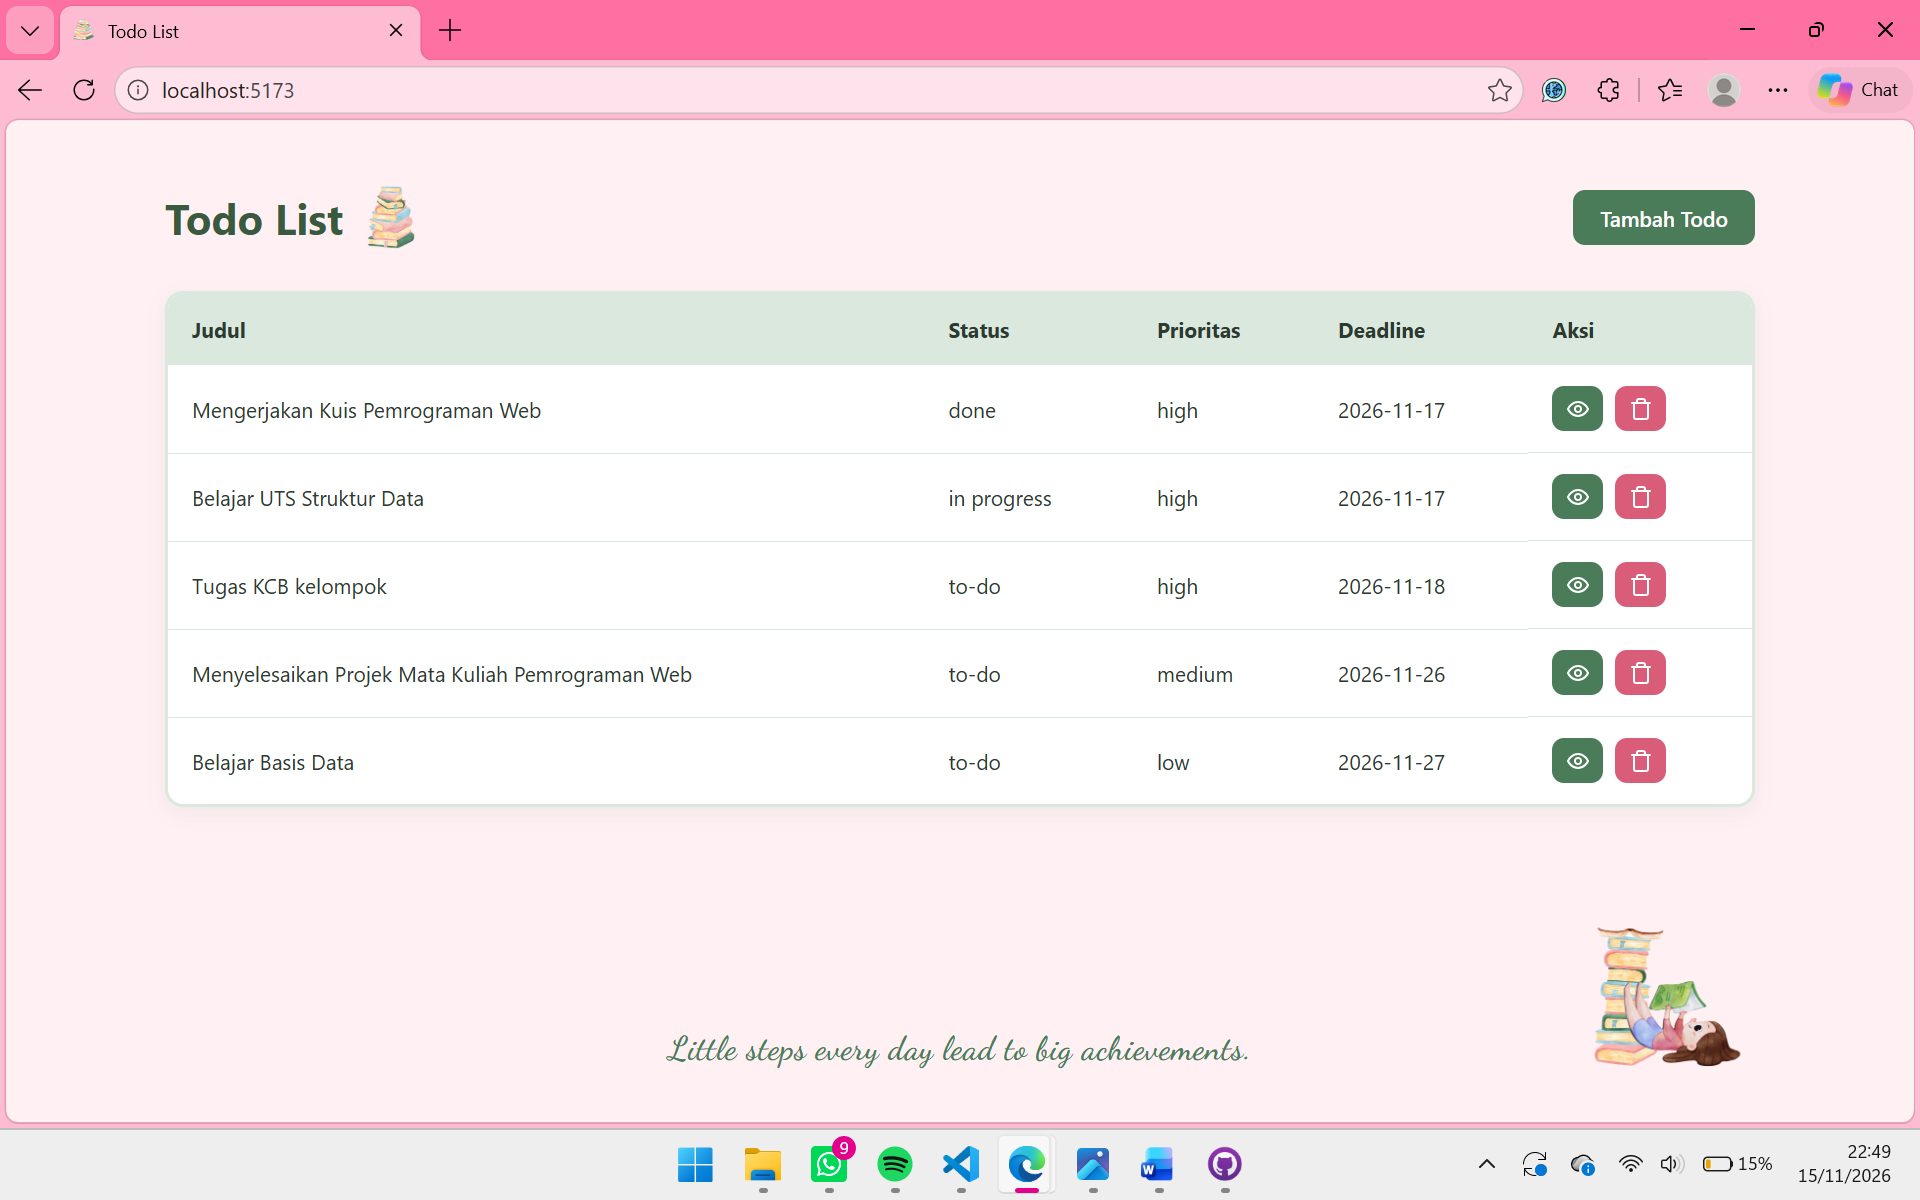 Todo List
localhost:5173
Chat
Todo List
Tambah Todo
Judul Status Prioritas Deadline Aksi
Mengerjakan Kuis Pemrograman Web done high 2026-11-17
Belajar UTS Struktur Data in progress high 2026-11-17
Tugas KCB kelompok to-do high 2026-11-18
Menyelesaikan Projek Mata Kuliah Pemrograman Web to-do medium 2026-11-26
Belajar Basis Data to-do low 2026-11-27
Little steps every day lead to big achievements.
9
W
15%
22:49
15/11/2026